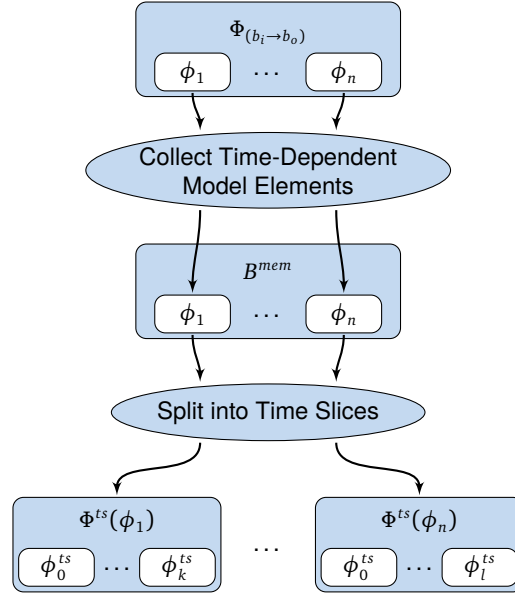 Φ(b_i→b_o)
ϕ_1 ... ϕ_n
Collect Time-Dependent
Model Elements
B^mem
ϕ_1 ... ϕ_n
Split into Time Slices
Φ^ts(ϕ_1) Φ^ts(ϕ_n)
...
ϕ_0^ts ... ϕ_k^ts ϕ_0^ts ... ϕ_l^ts